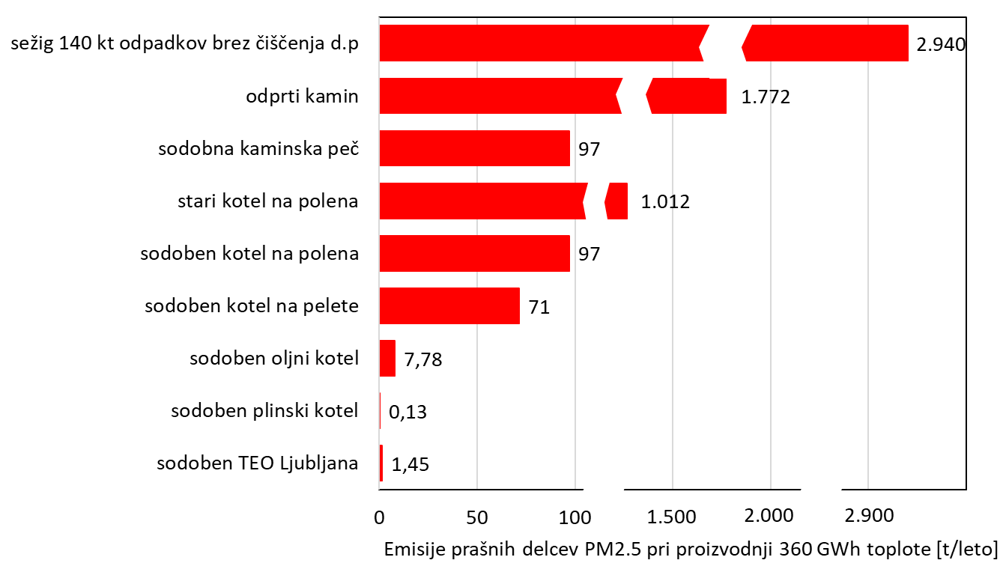 sežig 140 kt odpadkov brez čiščenja d.p 2.940
odprti kamin 1.772
sodobna kaminska peč 97
stari kotel na polena 1.012
sodoben kotel na polena 97
sodoben kotel na pelete 71
sodoben oljni kotel 7,78
sodoben plinski kotel 0,13
sodoben TEO Ljubljana 1,45
0 50 100 1.500 2.000 2.900
Emisije prašnih delcev PM2.5 pri proizvodnji 360 GWh toplote [t/leto]